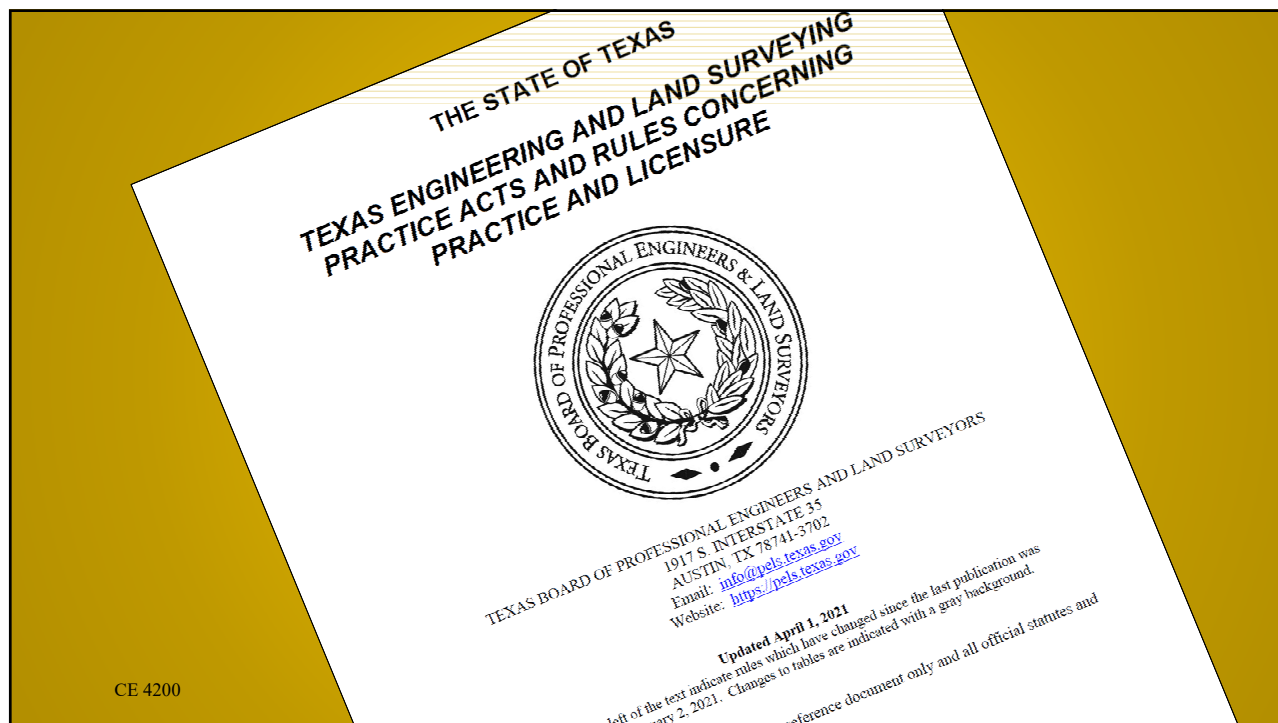 THE STATE OF TEXAS
TEXAS ENGINEERING AND LAND SURVEYING
PRACTICE ACTS AND RULES CONCERNING
PRACTICE AND LICENSURE
TEXAS BOARD OF PROFESSIONAL ENGINEERS & LAND SURVEYORS
TEXAS BOARD OF PROFESSIONAL ENGINEERS AND LAND SURVEYORS
1917 S. INTERSTATE 35
AUSTIN, TX 78741-3702
Email: info@pels.texas.gov
Website: https://pels.texas.gov
Updated April 1, 2021
left of the text indicate rules which have changed since the last publication was
2, 2021. Changes to tables are indicated with a gray background.
document only and all official statutes and
CE 4200